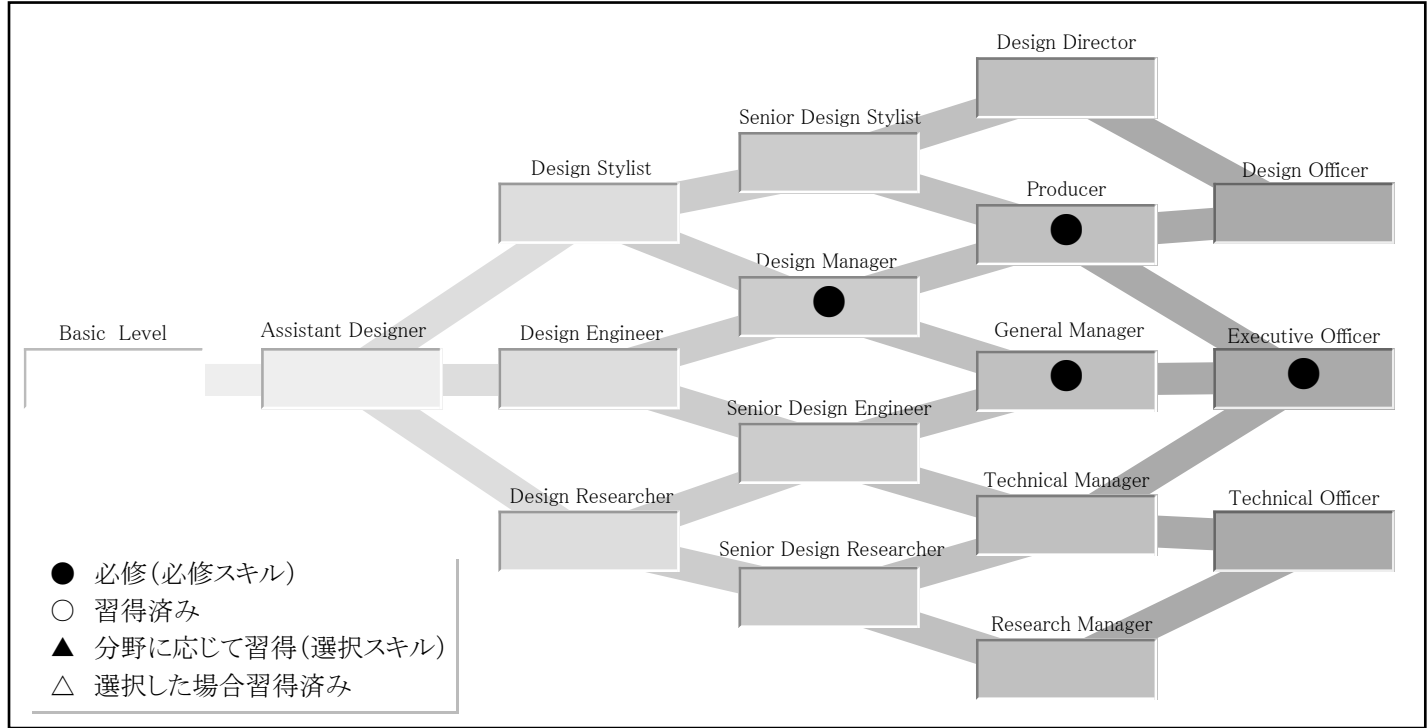 Design Director
Senior Design Stylist
Design Stylist
Producer
Design Officer
Design Manager
Basic Level
Assistant Designer
Design Engineer
General Manager
Executive Officer
Senior Design Engineer
Design Researcher
Technical Manager
Technical Officer
Senior Design Researcher
Research Manager
● 必修(必修スキル)
○ 習得済み
▲ 分野に応じて習得(選択スキル)
△ 選択した場合習得済み